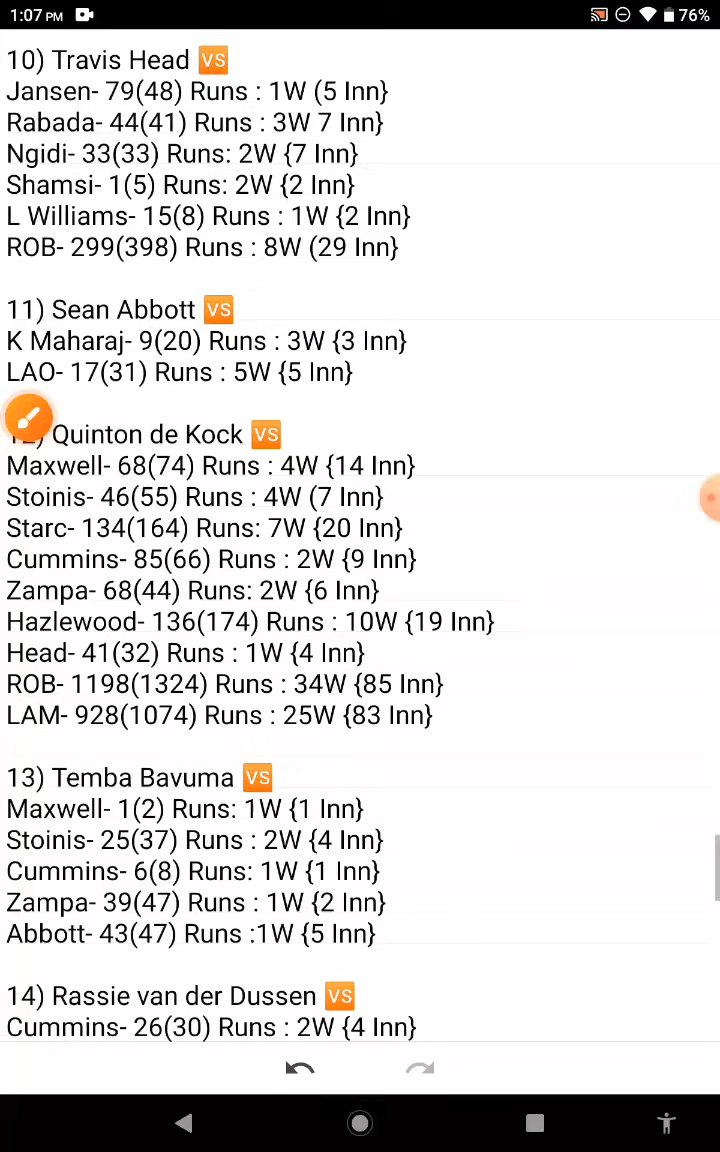 1:07 PM 76%
10) Travis Head VS
Jansen- 79(48) Runs : 1W (5 Inn}
Rabada- 44(41) Runs : 3W 7 Inn}
Ngidi- 33(33) Runs: 2W {7 Inn}
Shamsi- 1(5) Runs: 2W {2 Inn}
L Williams- 15(8) Runs : 1W {2 Inn}
ROB- 299(398) Runs : 8W (29 Inn}
11) Sean Abbott VS
K Maharaj- 9(20) Runs : 3W {3 Inn}
LAO- 17(31) Runs : 5W {5 Inn}
12) Quinton de Kock VS
Maxwell- 68(74) Runs : 4W {14 Inn}
Stoinis- 46(55) Runs : 4W (7 Inn}
Starc- 134(164) Runs: 7W {20 Inn}
Cummins- 85(66) Runs : 2W {9 Inn}
Zampa- 68(44) Runs: 2W {6 Inn}
Hazlewood- 136(174) Runs : 10W {19 Inn}
Head- 41(32) Runs : 1W {4 Inn}
ROB- 1198(1324) Runs : 34W {85 Inn}
LAM- 928(1074) Runs : 25W {83 Inn}
13) Temba Bavuma VS
Maxwell- 1(2) Runs: 1W {1 Inn}
Stoinis- 25(37) Runs : 2W {4 Inn}
Cummins- 6(8) Runs: 1W {1 Inn}
Zampa- 39(47) Runs : 1W {2 Inn}
Abbott- 43(47) Runs :1W {5 Inn}
14) Rassie van der Dussen VS
Cummins- 26(30) Runs : 2W {4 Inn}